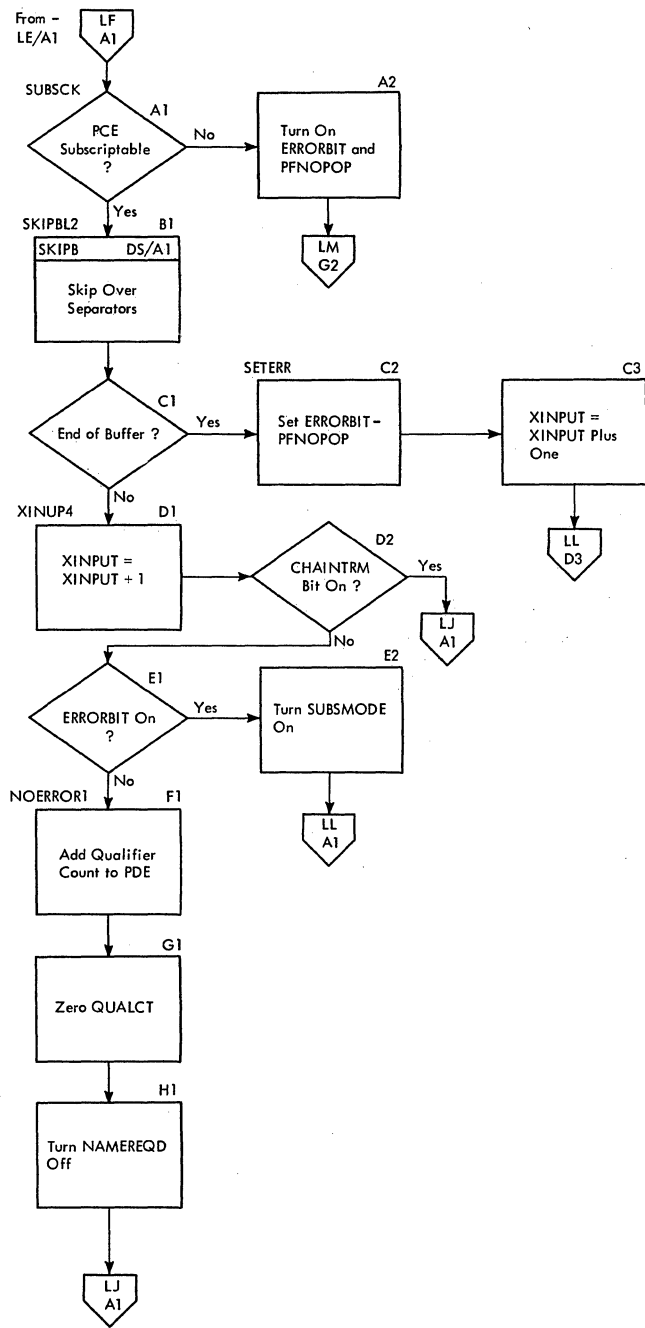 From -
LE/A1
LF
A1
SUBSCK
A1
PCE
Subscriptable
?
No
Yes
A2
Turn On
ERRORBIT and
PFNOPOP
LM
G2
SKIPBL2
B1
SKIPB DS/A1
Skip Over
Separators
C1
End of Buffer ?
Yes
No
SETERR
C2
Set ERRORBIT-
PFNOPOP
C3
XINPUT =
XINPUT Plus
One
LL
D3
XINUP4
D1
XINPUT =
XINPUT + 1
D2
CHAINTRM
Bit On ?
Yes
LJ
A1
No
E1
ERRORBIT On
?
Yes
No
E2
Turn SUBSMODE
On
LL
A1
NOERROR1
F1
Add Qualifier
Count to PDE
G1
Zero QUALCT
H1
Turn NAMEREQD
Off
LJ
A1